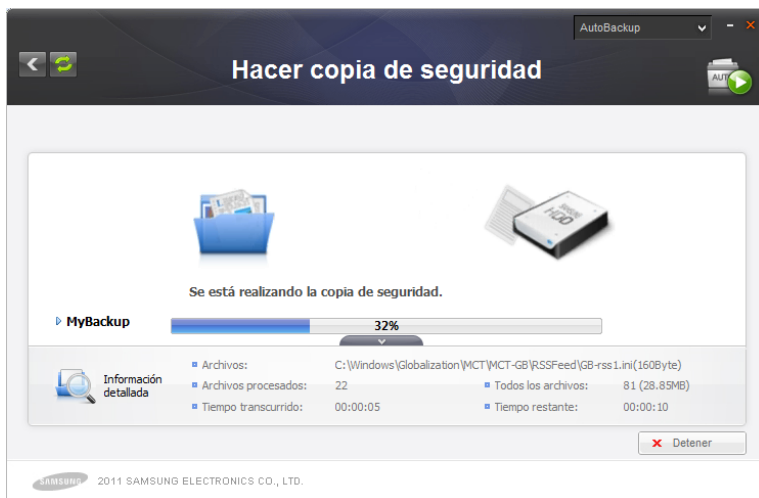 AutoBackup
Hacer copia de seguridad
AUTO
SAMSUNG
HDD
Se está realizando la copia de seguridad.
MyBackup
32%
Información
detallada
Archivos: C:\Windows\Globalization\MCT\MCT-GB\RSSFeed\GB-rss1.ini(160Byte)
Archivos procesados: 22 Todos los archivos: 81 (28.85MB)
Tiempo transcurrido: 00:00:05 Tiempo restante: 00:00:10
Detener
SAMSUNG 2011 SAMSUNG ELECTRONICS CO., LTD.